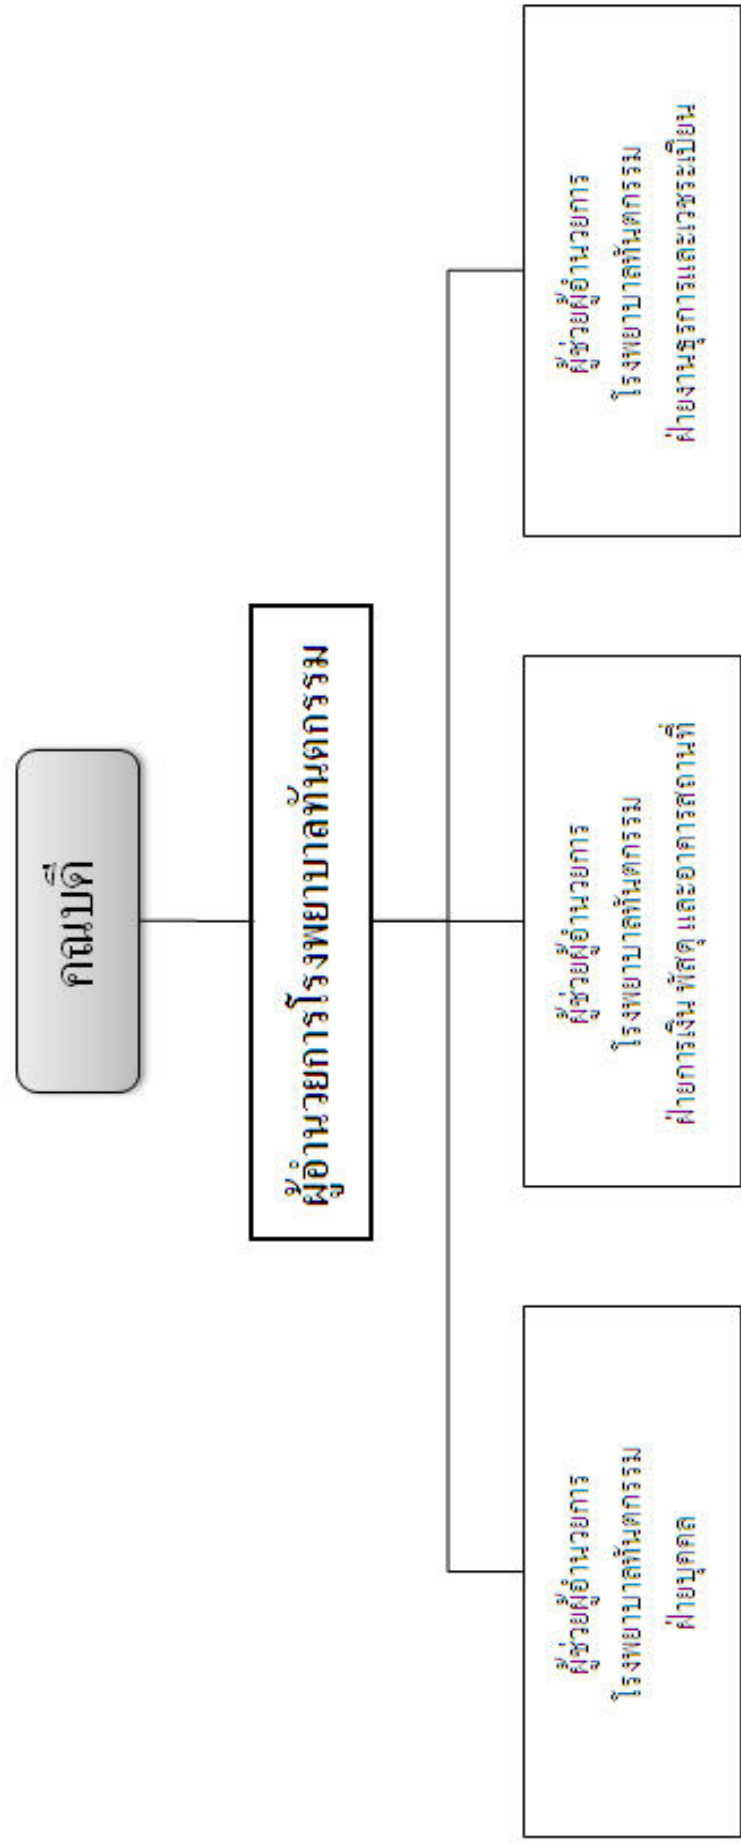 คณบดี
ผู้อำนวยการโรงพยาบาลทันตกรรม
ผู้ช่วยผู้อำนวยการ
โรงพยาบาลทันตกรรม
ฝ่ายบุคคล
ผู้ช่วยผู้อำนวยการ
โรงพยาบาลทันตกรรม
ฝ่ายการเงิน พัสดุ และอาคารสถานที่
ผู้ช่วยผู้อำนวยการ
โรงพยาบาลทันตกรรม
ฝ่ายงานธุรการและเวชระเบียน